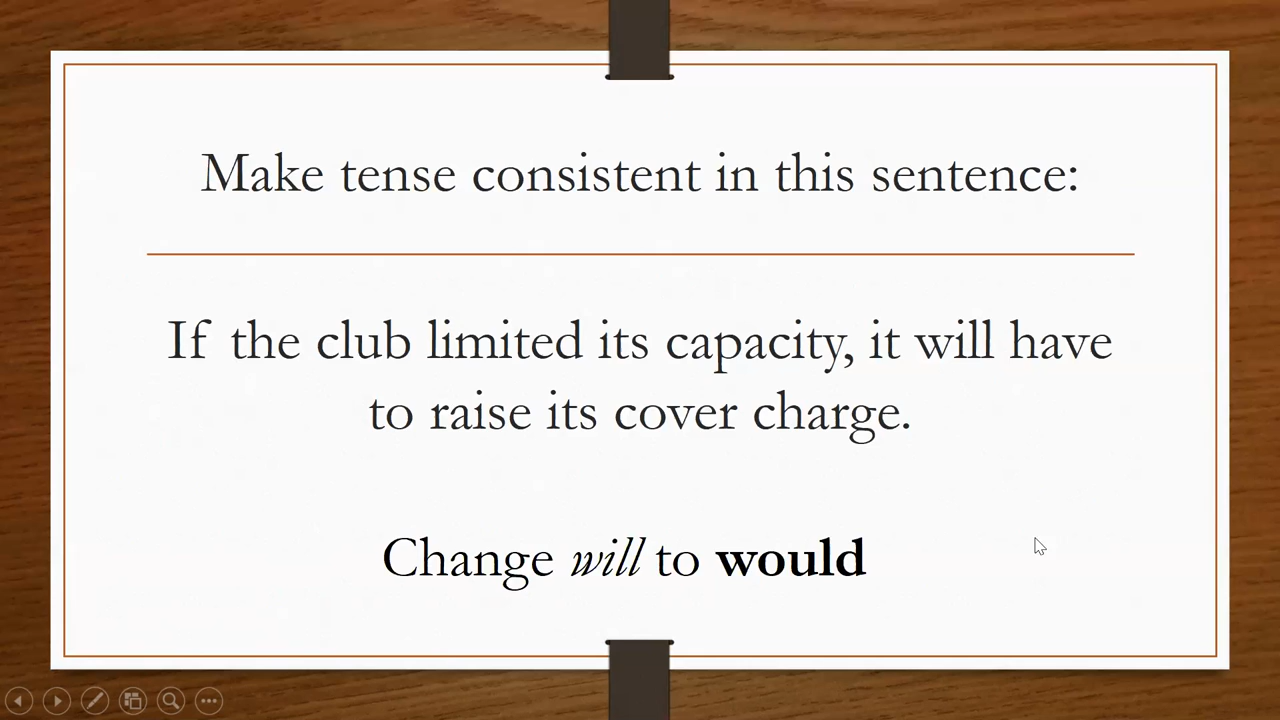 Make tense consistent in this sentence:
If the club limited its capacity, it will have
to raise its cover charge.
Change will to would